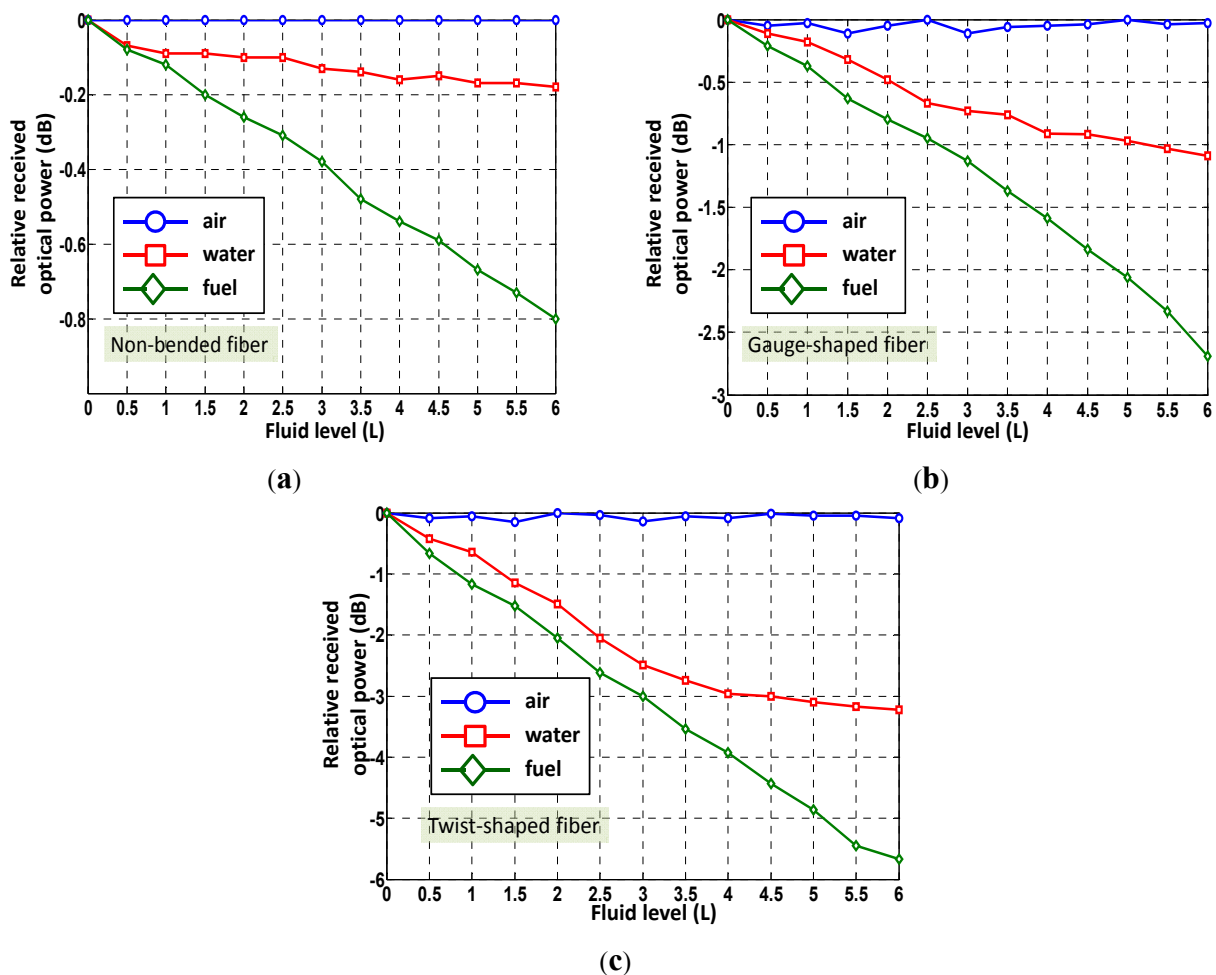 0
-0.2
-0.4
-0.6
-0.8
Relative received
optical power (dB)
air
water
fuel
Non-bended fiber
0 0.5 1 1.5 2 2.5 3 3.5 4 4.5 5 5.5 6
Fluid level (L)
(a)
0
-0.5
-1
-1.5
-2
-2.5
-3
Relative received
optical power (dB)
air
water
fuel
Gauge-shaped fiber
0 0.5 1 1.5 2 2.5 3 3.5 4 4.5 5 5.5 6
Fluid level (L)
(b)
0
-1
-2
-3
-4
-5
-6
Relative received
optical power (dB)
air
water
fuel
Twist-shaped fiber
0 0.5 1 1.5 2 2.5 3 3.5 4 4.5 5 5.5 6
Fluid level (L)
(c)